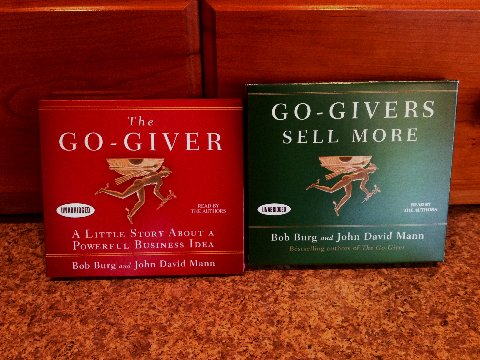 The
GO-GIVER
UNABRIDGED
READ BY
THE AUTHORS
A LITTLE STORY ABOUT A
POWERFUL BUSINESS IDEA
Bob Burg and John David Mann
GO-GIVERS
SELL MORE
UNABRIDGED
READ BY
THE AUTHORS
Bob Burg and John David Mann
Bestselling authors of The Go-Giver